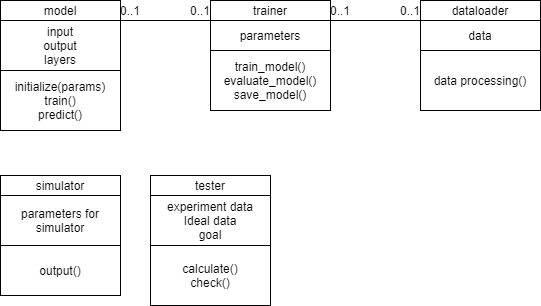 model
0..1
0..1
trainer
0..1
0..1
dataloader
input
output
layers
parameters
data
initialize(params)
train()
predict()
train_model()
evaluate_model()
save_model()
data processing()
simulator
tester
parameters for
simulator
experiment data
Ideal data
goal
output()
calculate()
check()